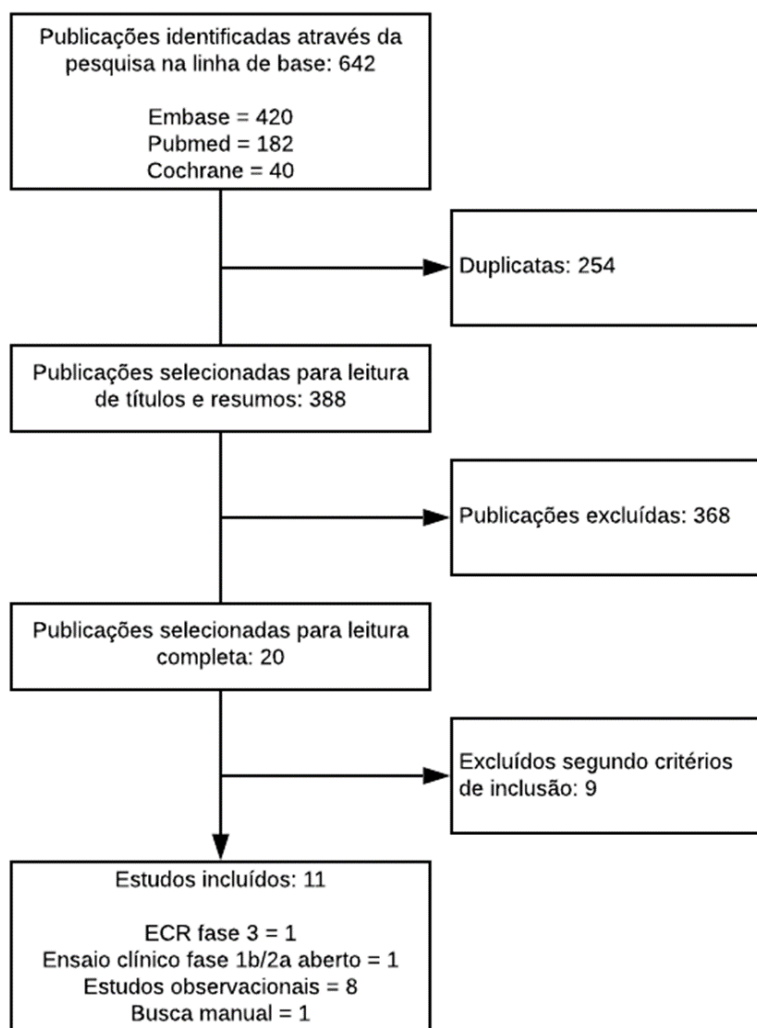 Publicações identificadas através da
pesquisa na linha de base: 642
Embase = 420
Pubmed = 182
Cochrane = 40
Duplicatas: 254
Publicações selecionadas para leitura
de títulos e resumos: 388
Publicações excluídas: 368
Publicações selecionadas para leitura
completa: 20
Excluídos segundo critérios
de inclusão: 9
Estudos incluídos: 11
ECR fase 3 = 1
Ensaio clínico fase 1b/2a aberto = 1
Estudos observacionais = 8
Busca manual = 1